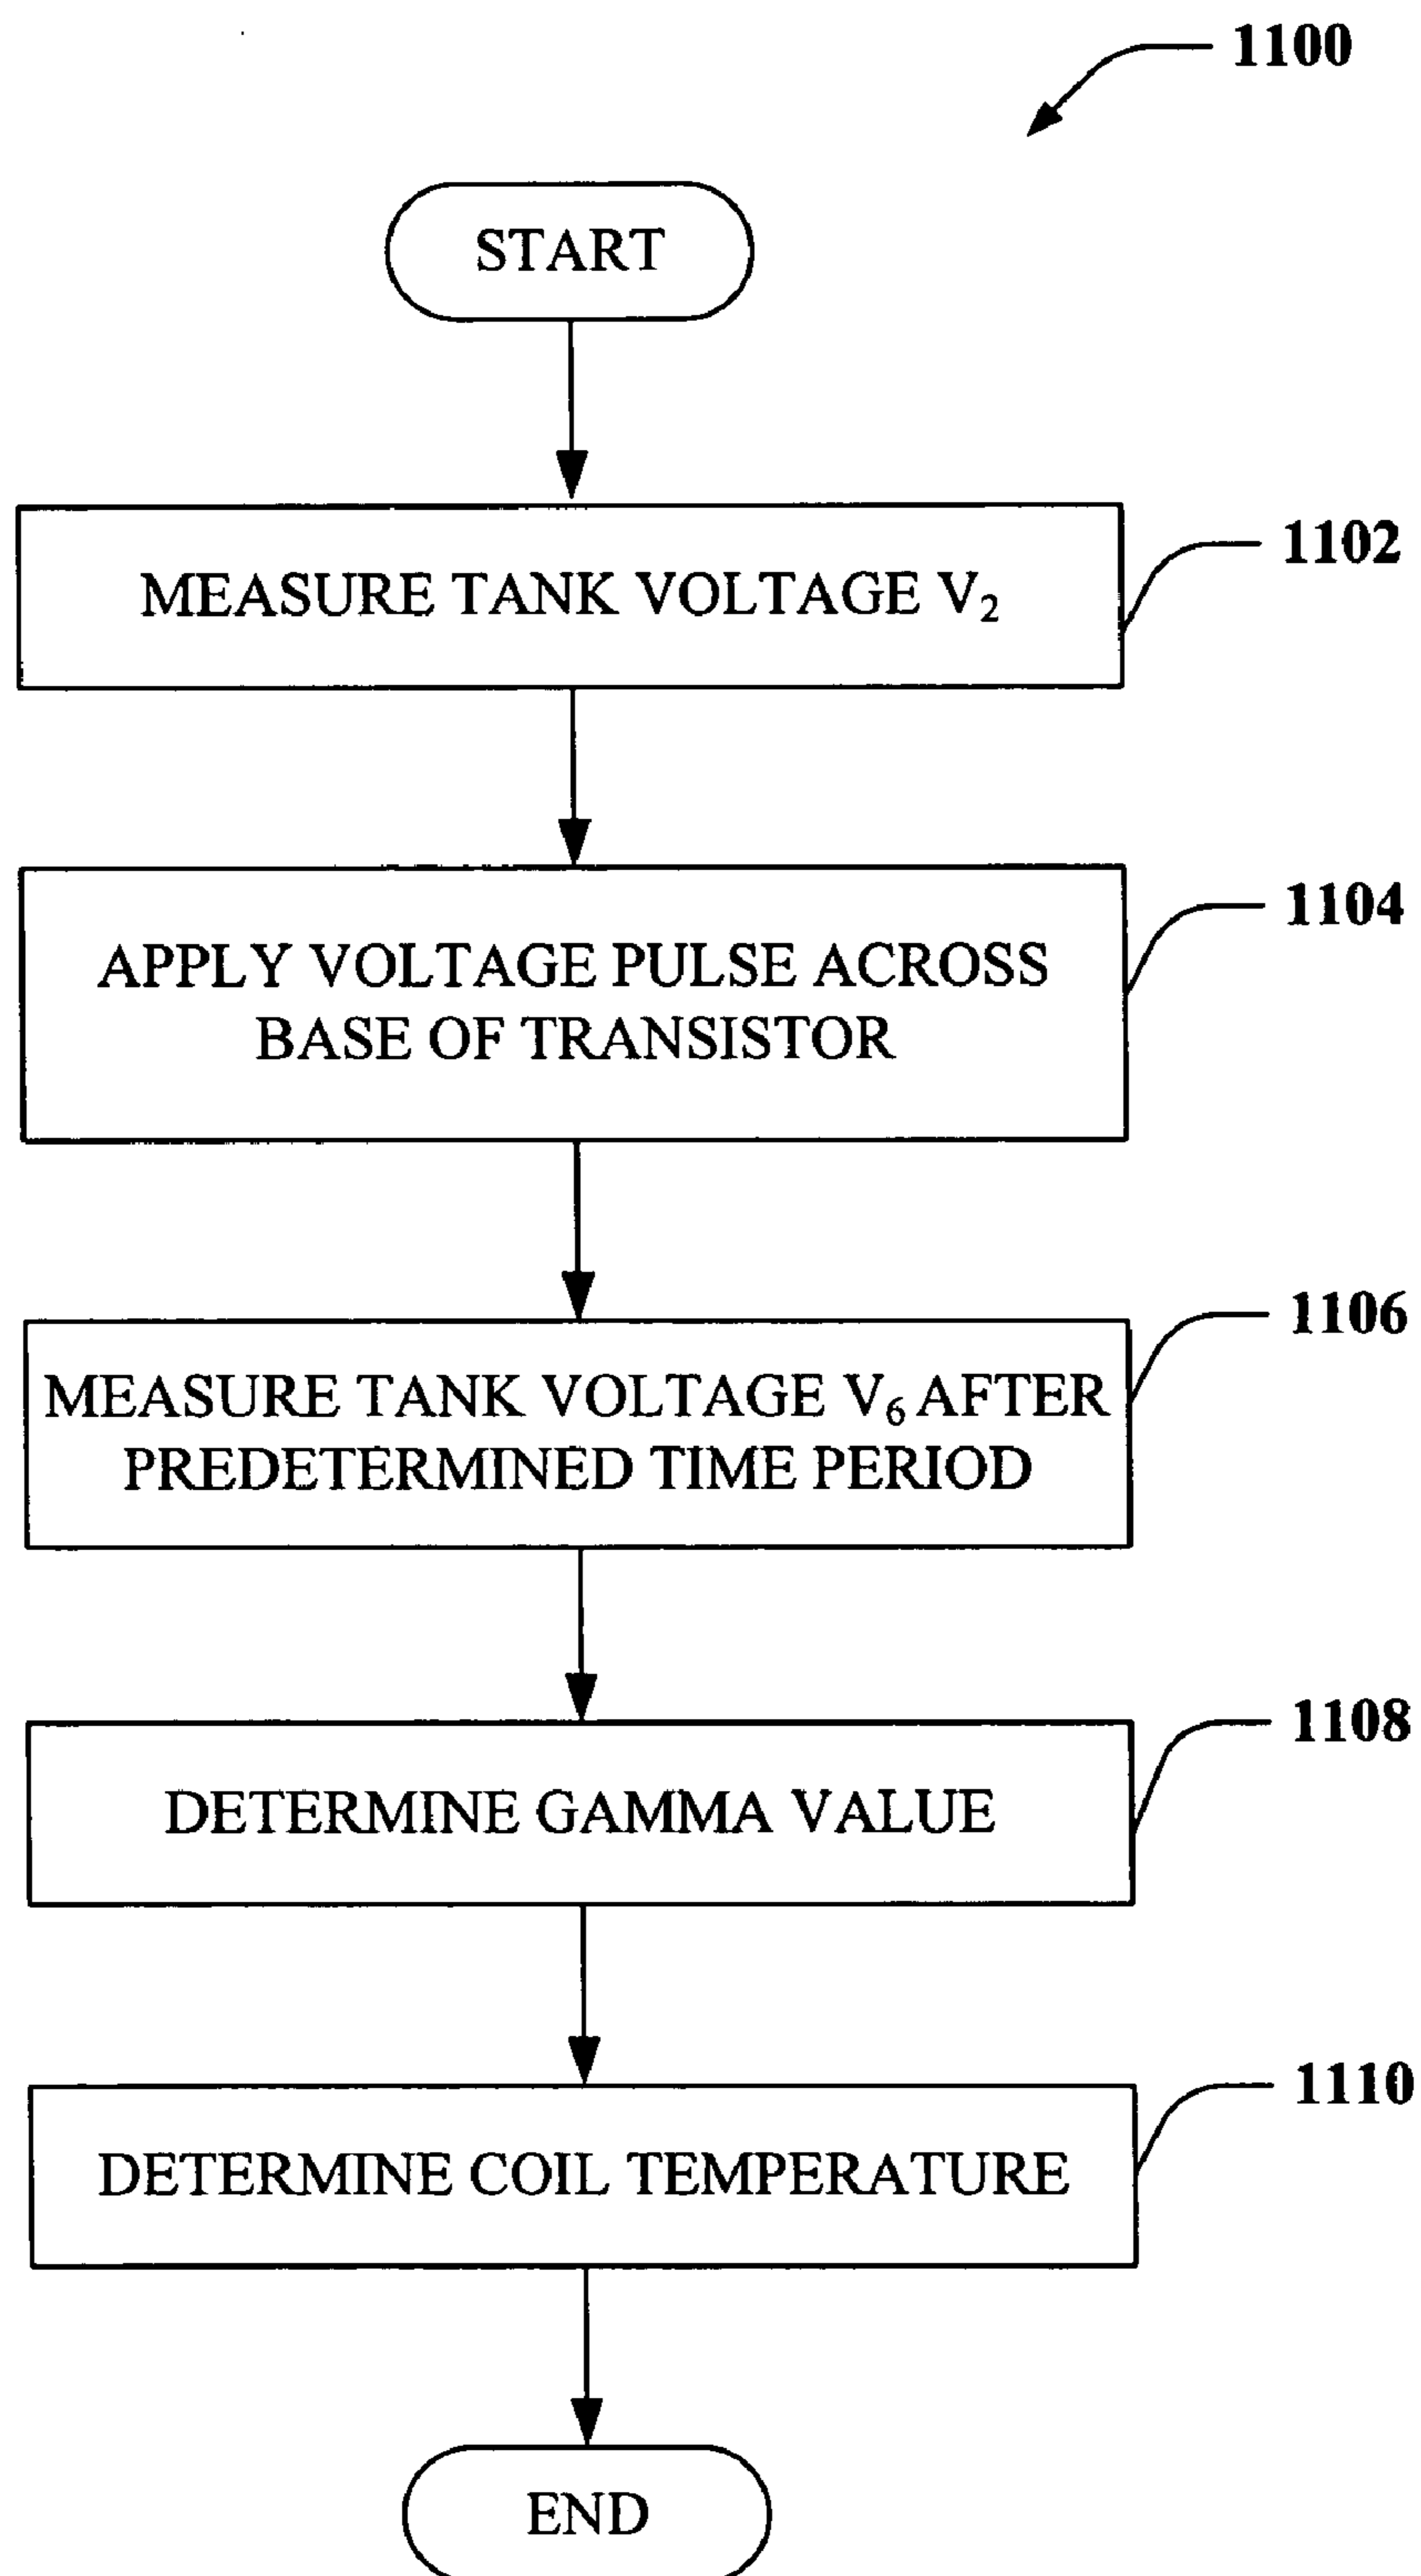 1100
START
MEASURE TANK VOLTAGE V₂
1102
APPLY VOLTAGE PULSE ACROSS
BASE OF TRANSISTOR
1104
MEASURE TANK VOLTAGE V₆ AFTER
PREDETERMINED TIME PERIOD
1106
DETERMINE GAMMA VALUE
1108
DETERMINE COIL TEMPERATURE
1110
END